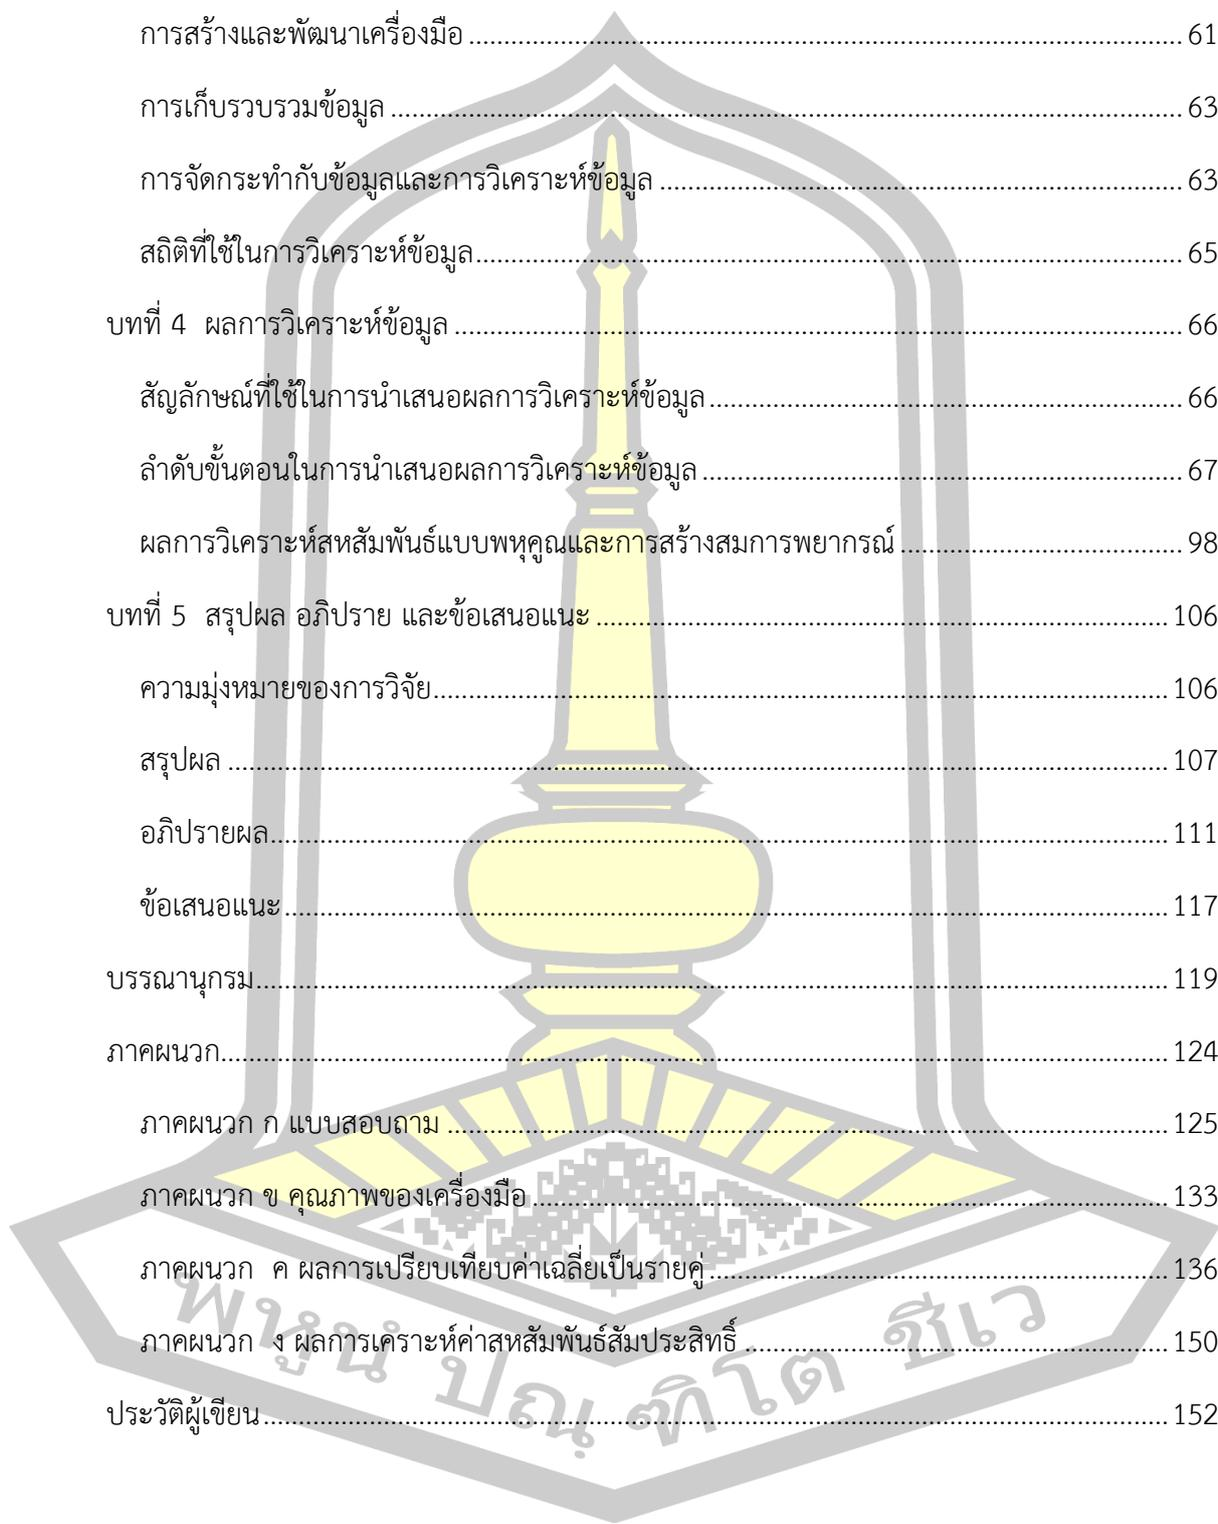 การสร้างและพัฒนาเครื่องมือ ........ 61
การเก็บรวบรวมข้อมูล ........ 63
การจัดกระทำกับข้อมูลและการวิเคราะห์ข้อมูล ........ 63
สถิติที่ใช้ในการวิเคราะห์ข้อมูล ........ 65
บทที่ 4 ผลการวิเคราะห์ข้อมูล ........ 66
สัญลักษณ์ที่ใช้ในการนำเสนอผลการวิเคราะห์ข้อมูล ........ 66
ลำดับขั้นตอนในการนำเสนอผลการวิเคราะห์ข้อมูล ........ 67
ผลการวิเคราะห์สหสัมพันธ์แบบพหุคูณและการสร้างสมการพยากรณ์ ........ 98
บทที่ 5 สรุปผล อภิปราย และข้อเสนอแนะ ........ 106
ความมุ่งหมายของการวิจัย ........ 106
สรุปผล ........ 107
อภิปรายผล ........ 111
ข้อเสนอแนะ ........ 117
บรรณานุกรม ........ 119
ภาคผนวก ........ 124
ภาคผนวก ก แบบสอบถาม ........ 125
ภาคผนวก ข คุณภาพของเครื่องมือ ........ 133
ภาคผนวก ค ผลการเปรียบเทียบค่าเฉลี่ยเป็นรายคู่ ........ 136
ภาคผนวก ง ผลการเคราะห์ค่าสหสัมพันธ์สัมประสิทธิ์ ........ 150
ประวัติผู้เขียน ........ 152
พหูนํ ปณฺฑิโต ชีเว